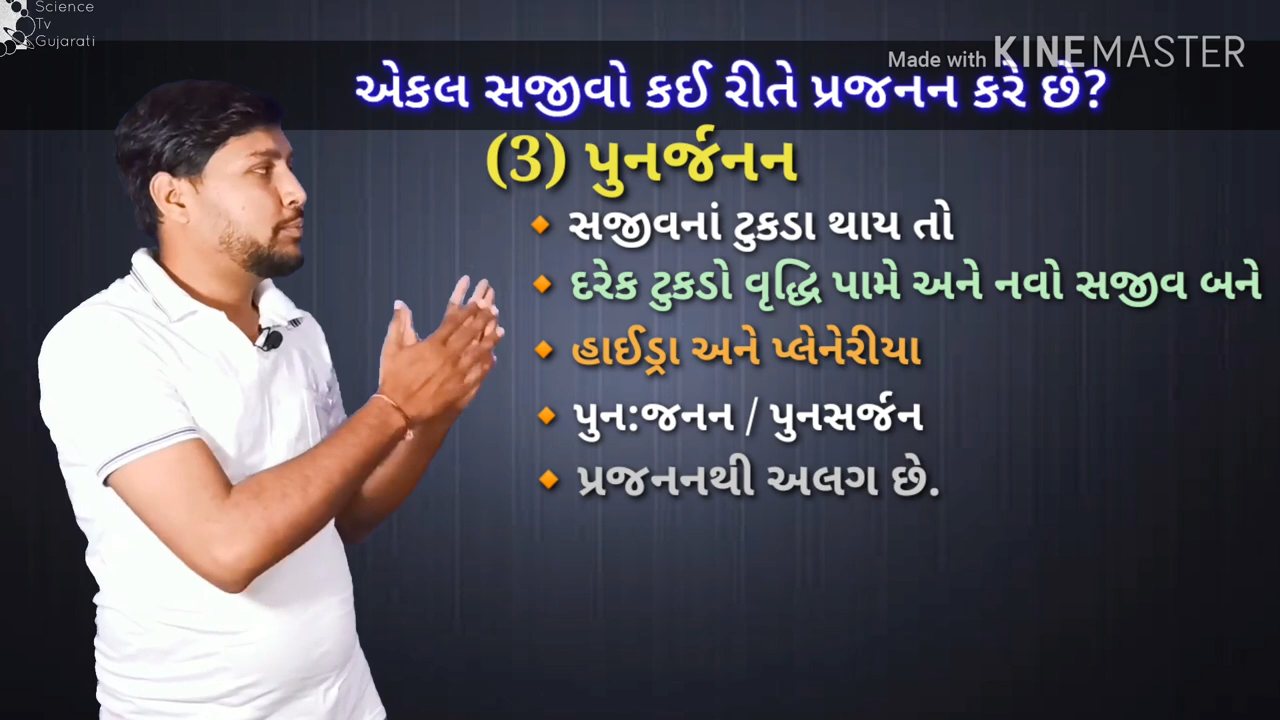 Science
Tv
Gujarati
Made with KINEMASTER
એકલ સજીવો કઈ રીતે પ્રજનન કરે છે?
(3) પુનર્જનન
સજીવનાં ટુકડા થાય તો
દરેક ટુકડો વૃદ્ધિ પામે અને નવો સજીવ બને
હાઈડ્રા અને પ્લેનેરીયા
પુન:જનન / પુનસર્જન
પ્રજનનથી અલગ છે.